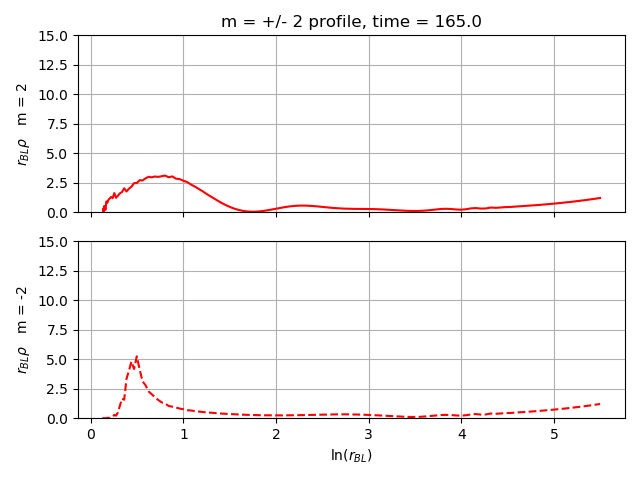 m = +/- 2 profile, time = 165.0
15.0
12.5
10.0
7.5
5.0
2.5
0.0
r_{BL}ρ   m = 2
15.0
12.5
10.0
7.5
5.0
2.5
0.0
r_{BL}ρ   m = -2
0 1 2 3 4 5
ln(r_{BL})